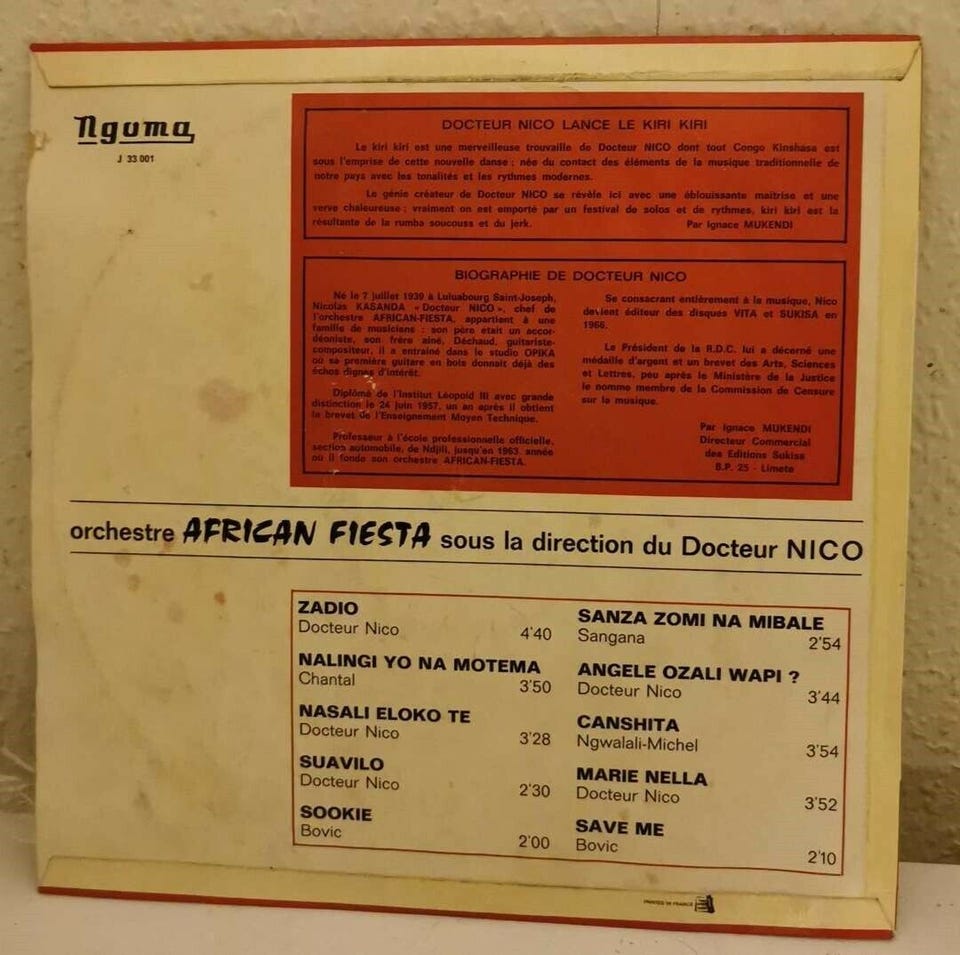 Nguma
J 33 001
DOCTEUR NICO LANCE LE KIRI KIRI
Le kiri kiri est une merveilleuse trouvaille de Docteur NICO dont tout Congo Kinshasa est
sous l'emprise de cette nouvelle danse ; née du contact des éléments de la musique traditionnelle de
notre pays avec les tonalités et les rythmes modernes.
Le génie créateur de Docteur NICO se révèle ici avec une éblouissante maîtrise et une
verve chaleureuse ; vraiment on est emporté par un festival de solos et de rythmes, kiri kiri est la
résultante de la rumba soucouss et du jerk.
Par Ignace MUKENDI
BIOGRAPHIE DE DOCTEUR NICO
Né le 7 juillet 1939 à Luluabourg Saint-Joseph,
Nicolas KASANDA « Docteur NICO », chef de
l'orchestre AFRICAN-FIESTA, appartient à une
famille de musiciens : son père était un accor-
déoniste, son frère aîné, Déchaud, guitariste-
compositeur, il a entraîné dans le studio OPIKA
où sa première guitare en bois donnait déjà des
échos dignes d'intérêt.
Diplômé de l'Institut Léopold III avec grande
distinction le 24 juin 1957, un an après il obtient
le brevet de l'Enseignement Moyen Technique.
Professeur à l'école professionnelle officielle,
section automobile, de Ndjili, jusqu'en 1963, année
où il fonde son orchestre AFRICAN-FIESTA.
Se consacrant entièrement à la musique, Nico
devient éditeur des disques VITA et SUKISA en
1966.
Le Président de la R.D.C. lui a décerné une
médaille d'argent et un brevet des Arts, Sciences
et Lettres, peu après le Ministère de la Justice
le nomme membre de la Commission de Censure
sur la musique.
Par Ignace MUKENDI
Directeur Commercial
des Editions Sukisa
B.P. 25 - Limete
orchestre AFRICAN FIESTA sous la direction du Docteur NICO
ZADIO
Docteur Nico 4'40
NALINGI YO NA MOTEMA
Chantal 3'50
NASALI ELOKO TE
Docteur Nico 3'28
SUAVILO
Docteur Nico 2'30
SOOKIE
Bovic 2'00
SANZA ZOMI NA MIBALE
Sangana 2'54
ANGELE OZALI WAPI ?
Docteur Nico 3'44
CANSHITA
Ngwalali-Michel 3'54
MARIE NELLA
Docteur Nico 3'52
SAVE ME
Bovic 2'10
PRINTED IN FRANCE